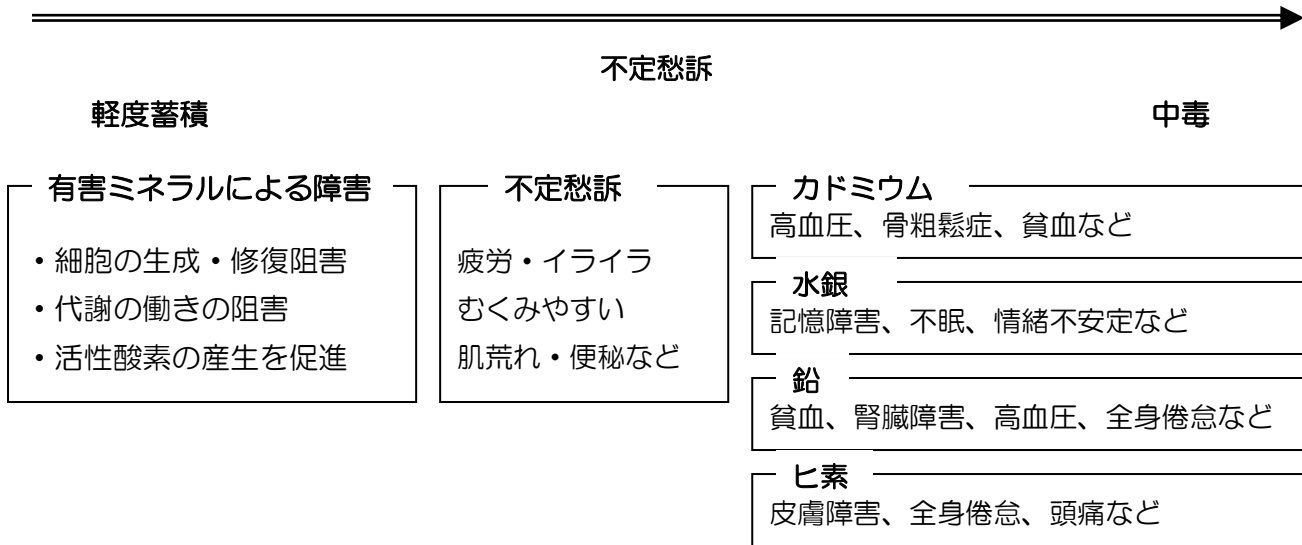 不定愁訴
軽度蓄積
中毒
有害ミネラルによる障害
・細胞の生成・修復阻害
・代謝の働きの阻害
・活性酸素の産生を促進
不定愁訴
疲労・イライラ
むくみやすい
肌荒れ・便秘など
カドミウム
高血圧、骨粗鬆症、貧血など
水銀
記憶障害、不眠、情緒不安定など
鉛
貧血、腎臓障害、高血圧、全身倦怠など
ヒ素
皮膚障害、全身倦怠、頭痛など